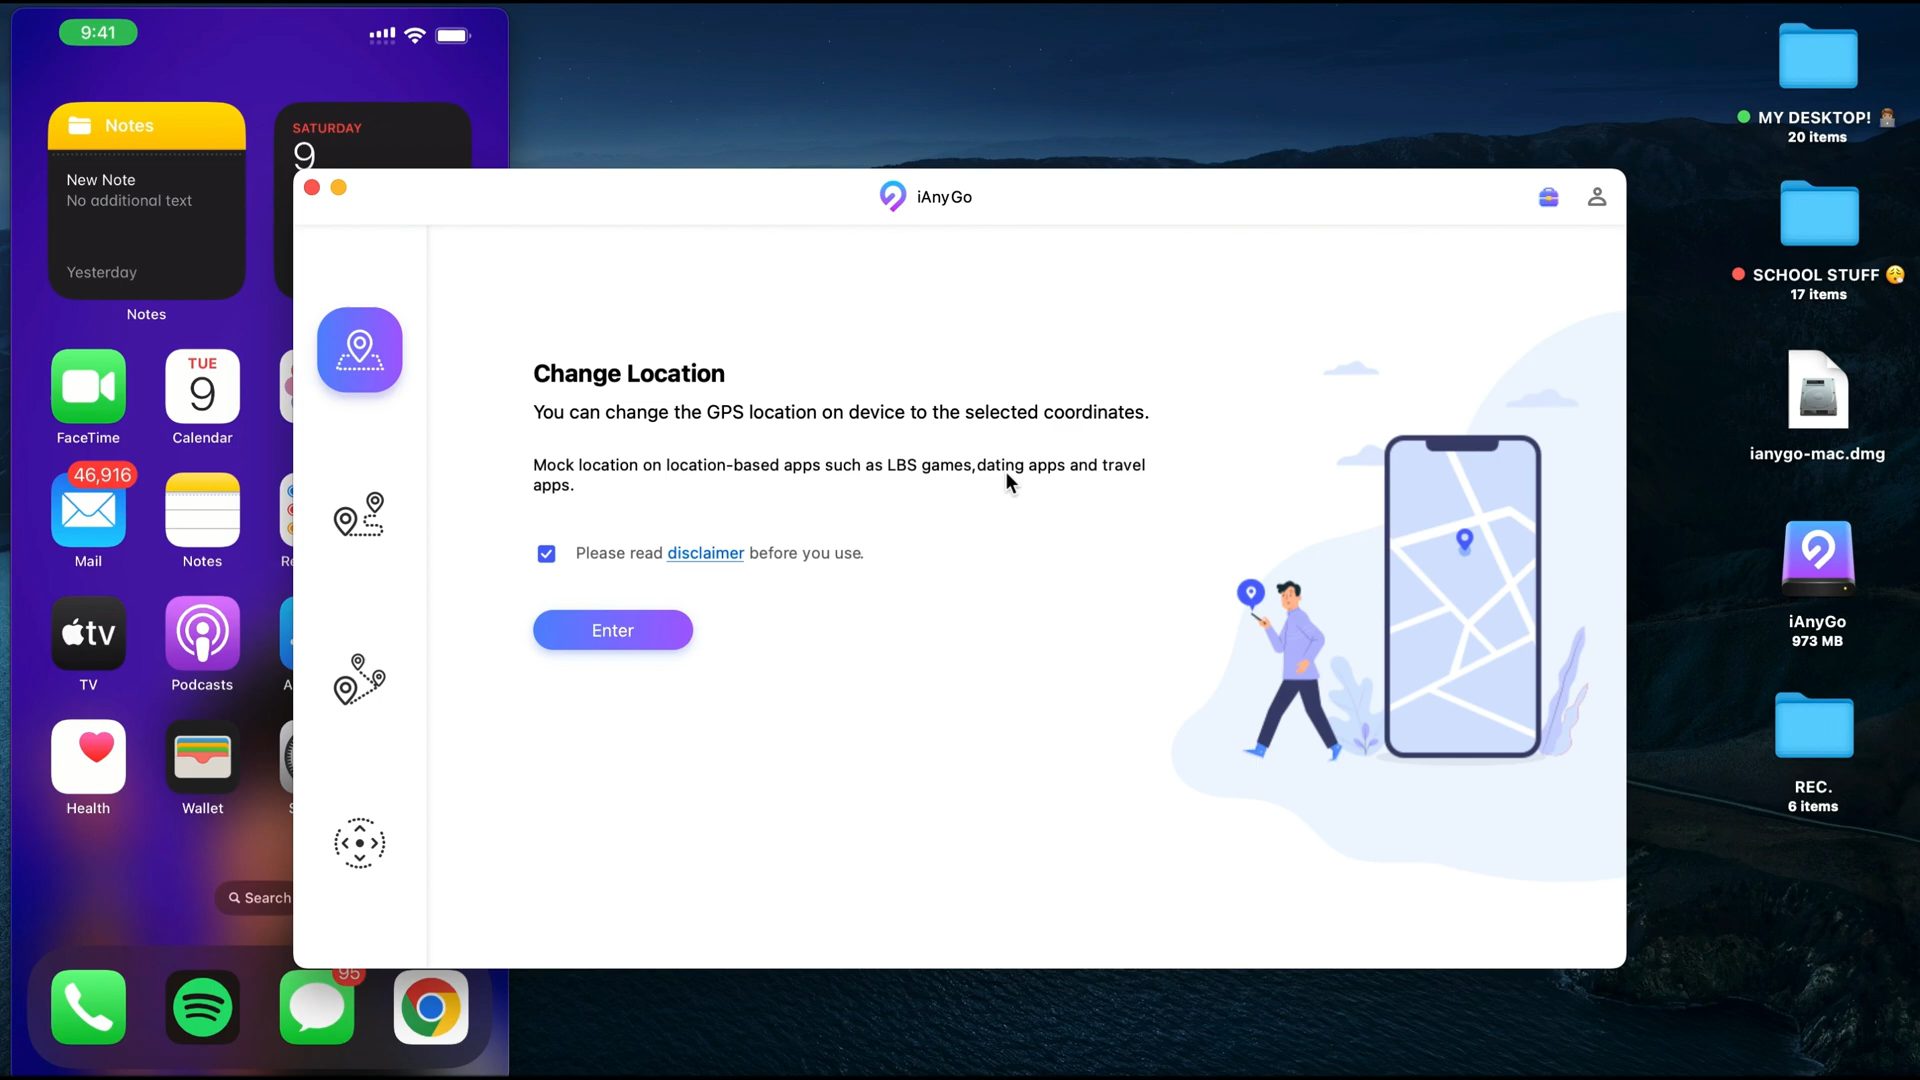 9:41
Notes
New Note
No additional text
Yesterday
Notes
SATURDAY
9
FaceTime
TUE
9
Calendar
46,916
Mail
Notes
tv
TV
Podcasts
Health
Wallet
Search
95
iAnyGo
Change Location
You can change the GPS location on device to the selected coordinates.
Mock location on location-based apps such as LBS games,dating apps and travel
apps.
Please read disclaimer before you use.
Enter
MY DESKTOP!
20 items
SCHOOL STUFF
17 items
ianygo-mac.dmg
iAnyGo
973 MB
REC.
6 items